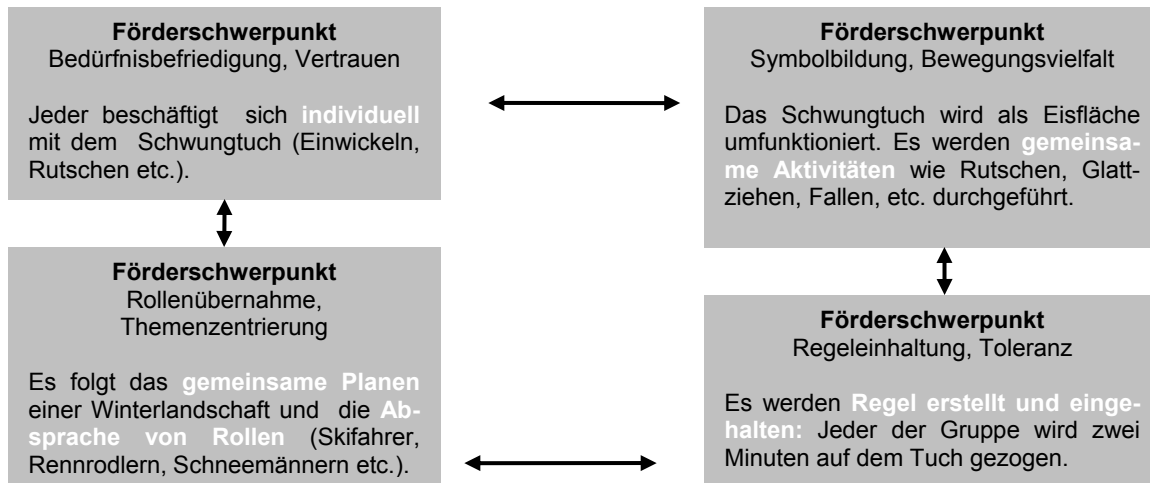 Förderschwerpunkt
Bedürfnisbefriedigung, Vertrauen
Jeder beschäftigt sich individuell
mit dem Schwungtuch (Einwickeln,
Rutschen etc.).
Förderschwerpunkt
Symbolbildung, Bewegungsvielfalt
Das Schwungtuch wird als Eisfläche
umfunktioniert. Es werden gemeinsa-
me Aktivitäten wie Rutschen, Glatt-
ziehen, Fallen, etc. durchgeführt.
Förderschwerpunkt
Rollenübernahme,
Themenzentrierung
Es folgt das gemeinsame Planen
einer Winterlandschaft und die Ab-
sprache von Rollen (Skifahrer,
Rennrodlern, Schneemännern etc.).
Förderschwerpunkt
Regeleinhaltung, Toleranz
Es werden Regel erstellt und einge-
halten: Jeder der Gruppe wird zwei
Minuten auf dem Tuch gezogen.